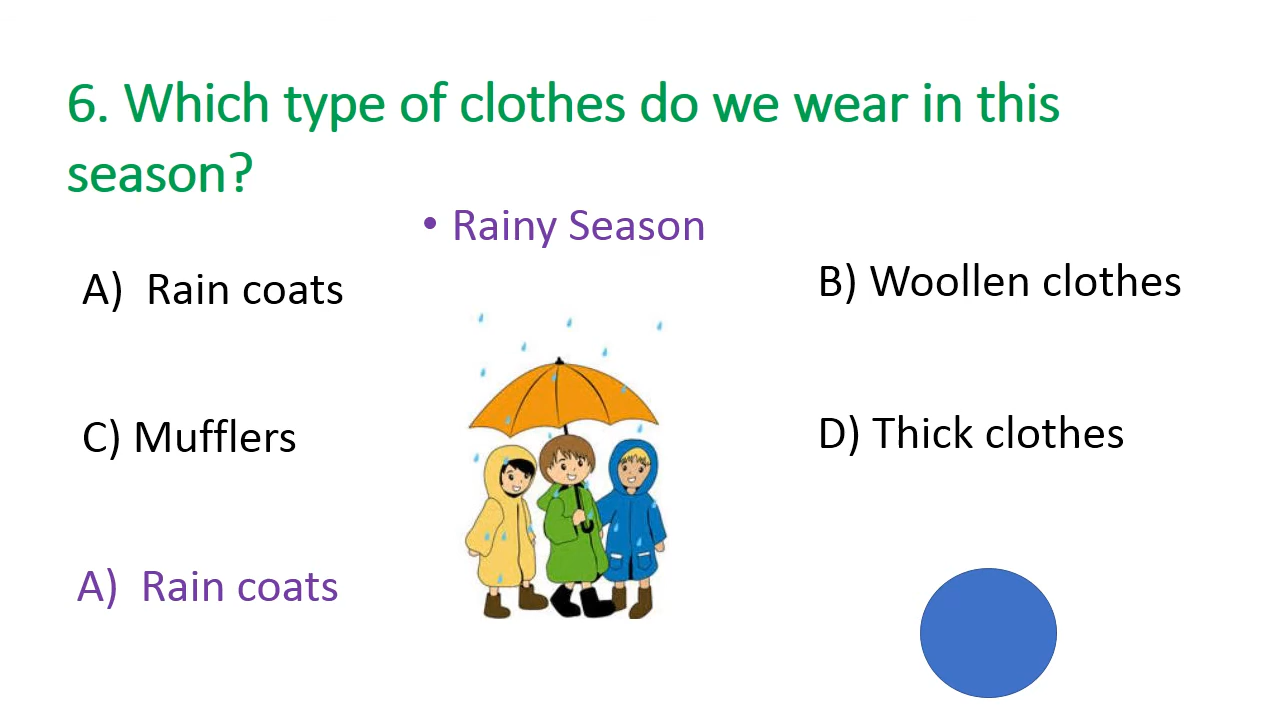 6. Which type of clothes do we wear in this
season?
• Rainy Season
A) Rain coats
B) Woollen clothes
C) Mufflers
D) Thick clothes
A) Rain coats